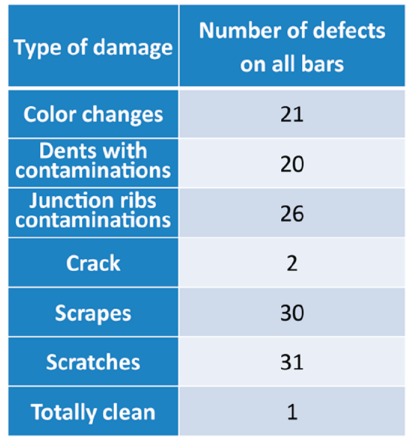 Type of damage
Number of defects
on all bars
Color changes
21
Dents with
contaminations
20
Junction ribs
contaminations
26
Crack
2
Scrapes
30
Scratches
31
Totally clean
1